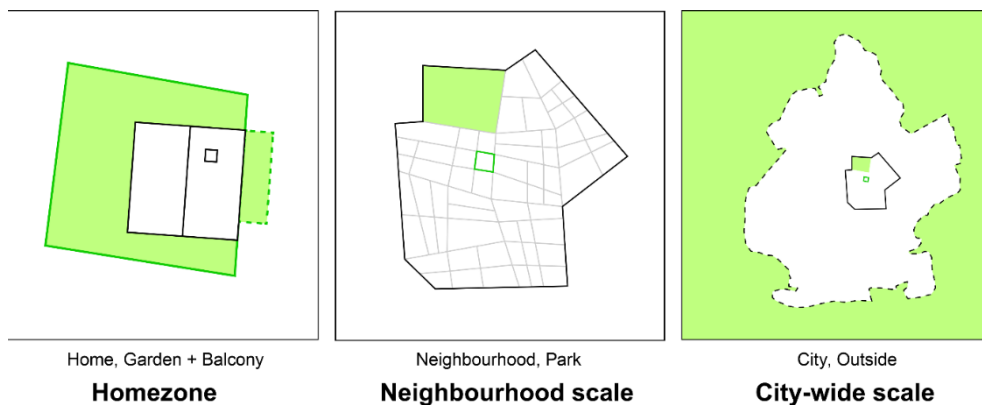 Home, Garden + Balcony
Homezone
Neighbourhood, Park
Neighbourhood scale
City, Outside
City-wide scale